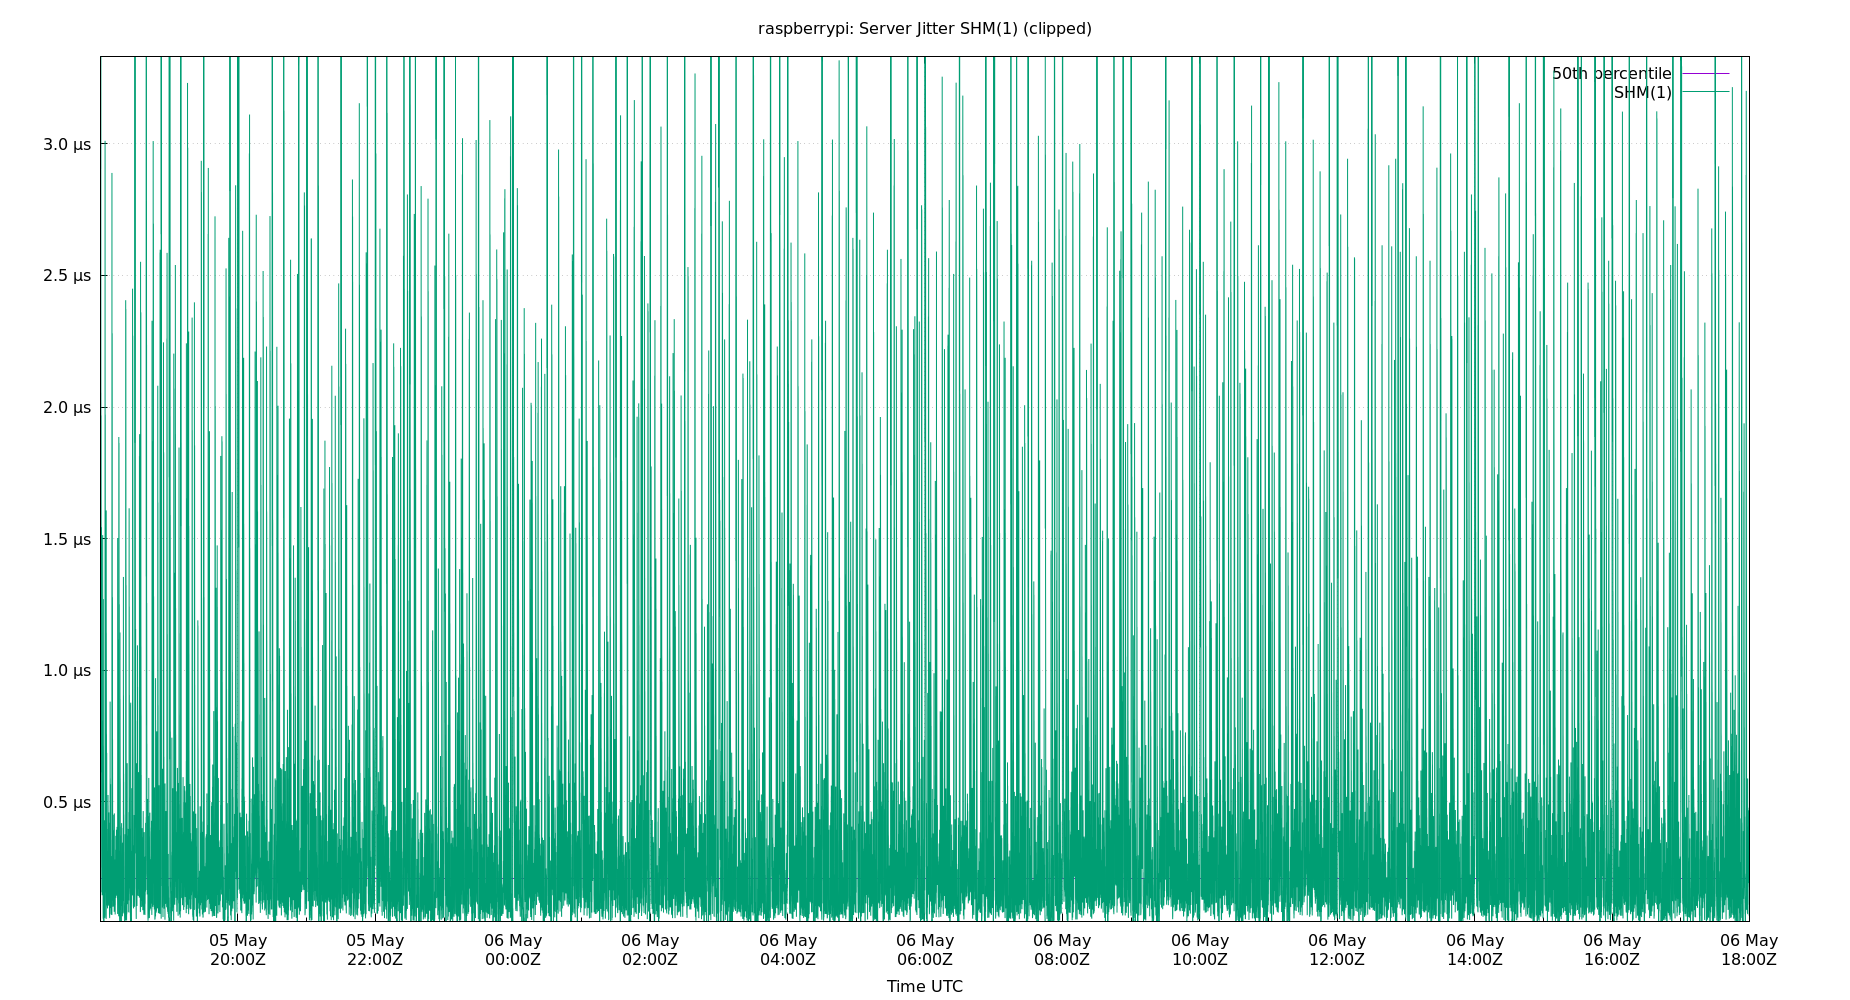 raspberrypi: Server Jitter SHM(1) (clipped)
50th percentile
SHM(1)
3.0 µs
2.5 µs
2.0 µs
1.5 µs
1.0 µs
0.5 µs
05 May 05 May 06 May 06 May 06 May 06 May 06 May 06 May 06 May 06 May 06 May 06 May
20:00Z 22:00Z 00:00Z 02:00Z 04:00Z 06:00Z 08:00Z 10:00Z 12:00Z 14:00Z 16:00Z 18:00Z
Time UTC